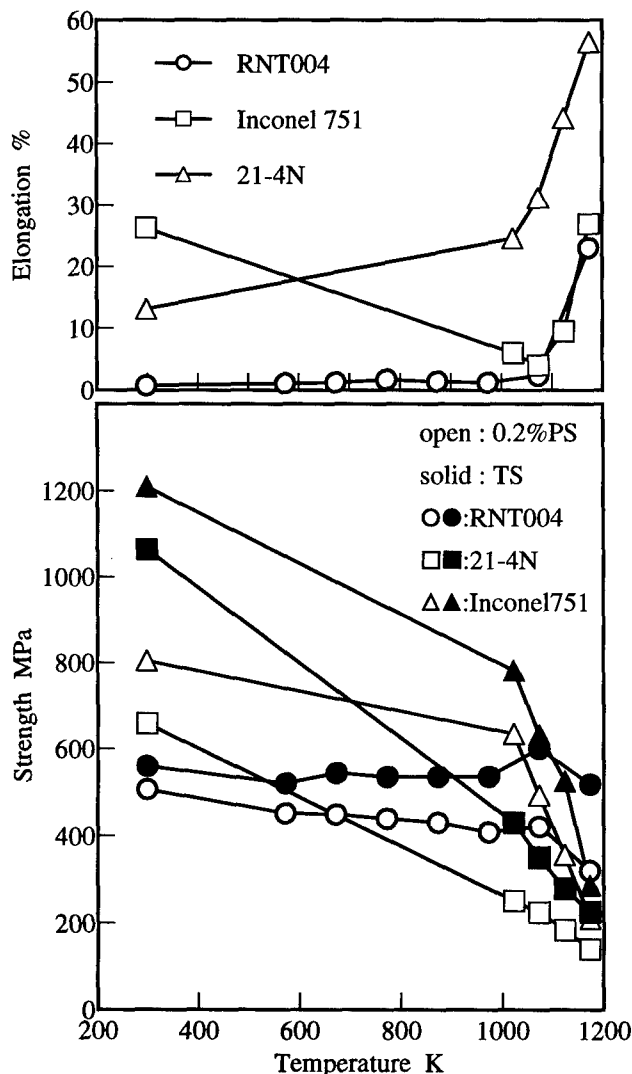 60
50
40
30
20
10
0
Elongation %
RNT004
Inconel 751
21-4N
open : 0.2%PS
solid : TS
:RNT004
:21-4N
:Inconel751
1200
1000
800
600
400
200
0
Strength MPa
200 400 600 800 1000 1200
Temperature K